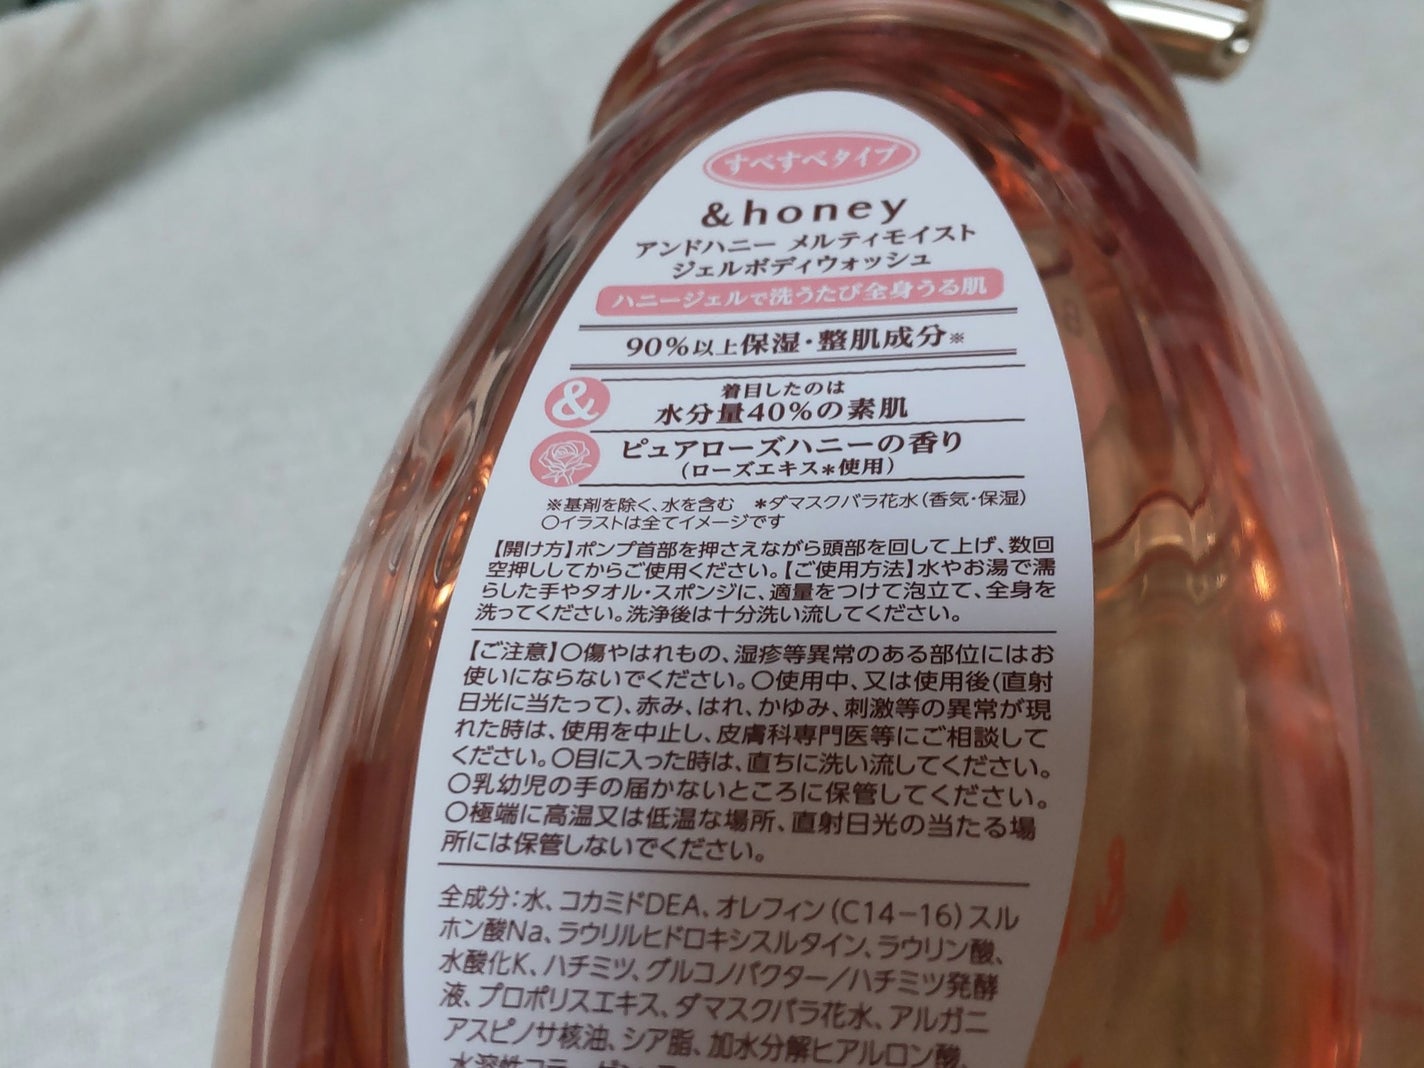 すべすべタイプ
&honey
アンドハニー メルティモイスト
ジェルボディウォッシュ
ハニージェルで洗うたび全身うる肌
90%以上保湿・整肌成分※
&
着目したのは
水分量40%の素肌
ピュアローズハニーの香り
(ローズエキス*使用)
※基剤を除く、水を含む *ダマスクバラ花水(香気・保湿)
○イラストは全てイメージです
【開け方】ポンプ首部を押さえながら頭部を回して上げ、数回
空押ししてからご使用ください。【ご使用方法】水やお湯で濡
らした手やタオル・スポンジに、適量をつけて泡立て、全身を
洗ってください。洗浄後は十分洗い流してください。
【ご注意】○傷やはれもの、湿疹等異常のある部位にはお
使いにならないでください。○使用中、又は使用後(直射
日光に当たって)、赤み、はれ、かゆみ、刺激等の異常が現
れた時は、使用を中止し、皮膚科専門医等にご相談して
ください。○目に入った時は、直ちに洗い流してください。
○乳幼児の手の届かないところに保管してください。
○極端に高温又は低温な場所、直射日光の当たる場
所には保管しないでください。
全成分:水、コカミドDEA、オレフィン(C14-16)スル
ホン酸Na、ラウリルヒドロキシスルタイン、ラウリン酸、
水酸化K、ハチミツ、グルコノバクター/ハチミツ発酵
液、プロポリスエキス、ダマスクバラ花水、アルガニ
アスピノサ核油、シア脂、加水分解ヒアルロン酸、
水溶性コラーゲン